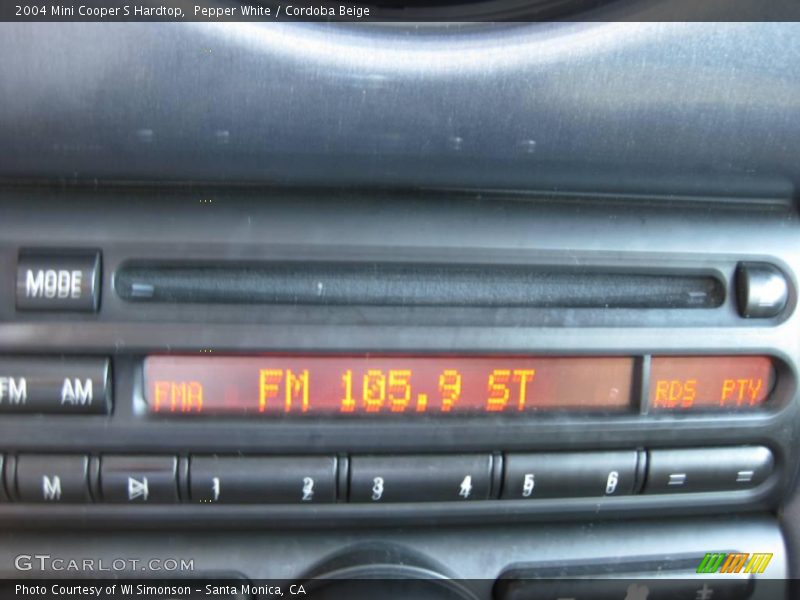 2004 Mini Cooper S Hardtop,  Pepper White / Cordoba Beige
MODE
FM AM
FMA FM 105.9 ST RDS PTY
M 1 2 3 4 5 6
GTCARLOT.COM
Photo Courtesy of WI Simonson - Santa Monica, CA